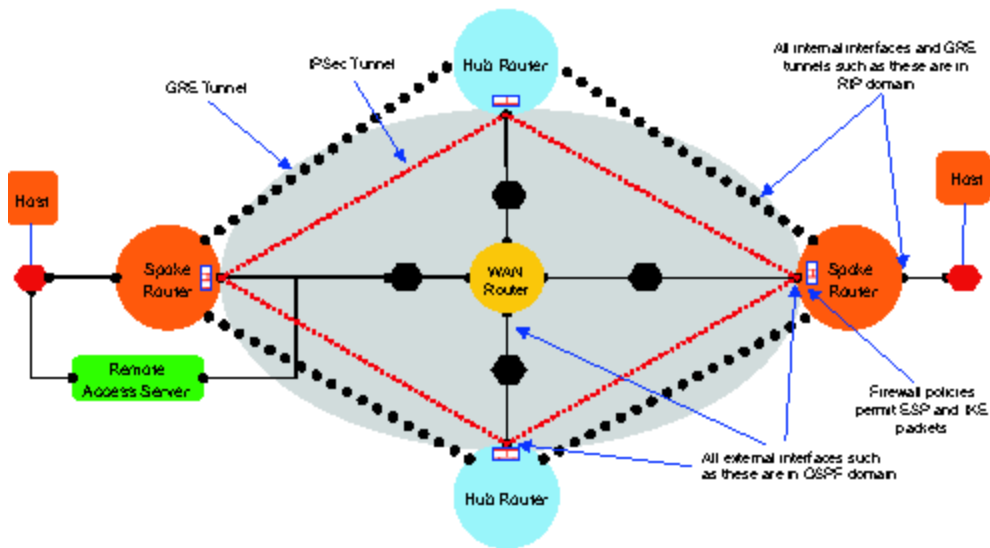 Hub Router
IPSec Tunnel
GRE Tunnel
All internal interfaces and GRE
tunnels such as these are in
RIP domain
Host
Host
Spoke
Router
WAN
Router
Spoke
Router
Remote
Access Server
Firewall policies
permit ESP and IKE
packets
All external interfaces such
as these are in OSPF domain
Hub Router